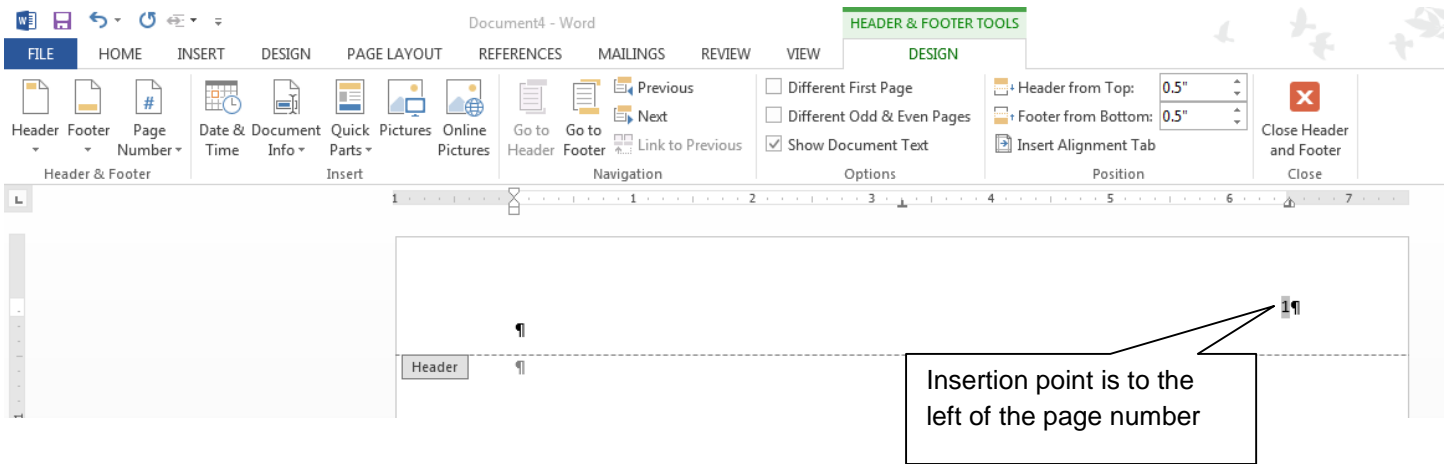 Document4 - Word
HEADER & FOOTER TOOLS
FILE HOME INSERT DESIGN PAGE LAYOUT REFERENCES MAILINGS REVIEW VIEW DESIGN
Previous
Different First Page
Header from Top: 0.5"
Next
Different Odd & Even Pages
Footer from Bottom: 0.5"
Header Footer Page Number
Date & Time Document Info Quick Parts Pictures Online Pictures
Go to Header Go to Footer
Link to Previous
Show Document Text
Insert Alignment Tab
Close Header and Footer
Header & Footer Insert Navigation Options Position Close
1 1 2 3 4 5 6 7
1¶
¶
Header ¶
Insertion point is to the
left of the page number